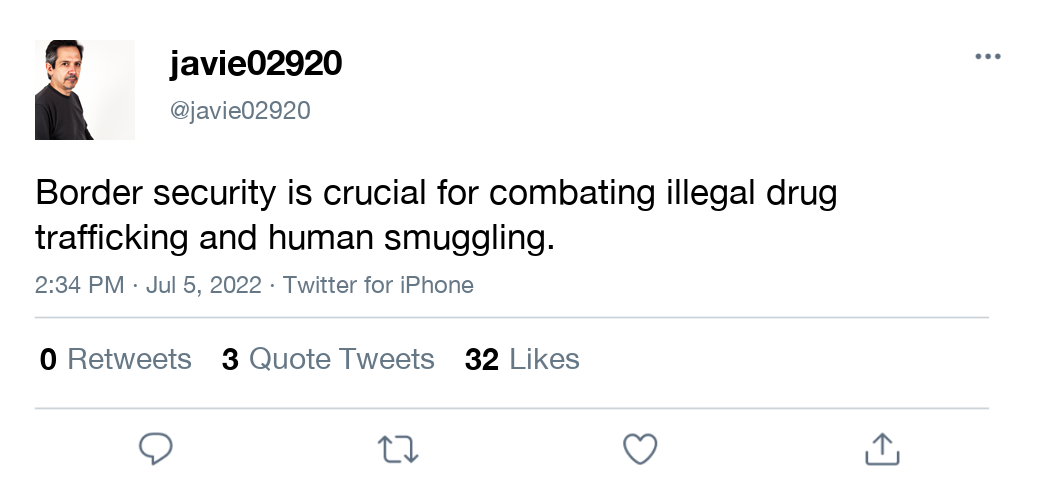 javie02920
@javie02920
Border security is crucial for combating illegal drug
trafficking and human smuggling.
2:34 PM · Jul 5, 2022 · Twitter for iPhone
0 Retweets 3 Quote Tweets 32 Likes